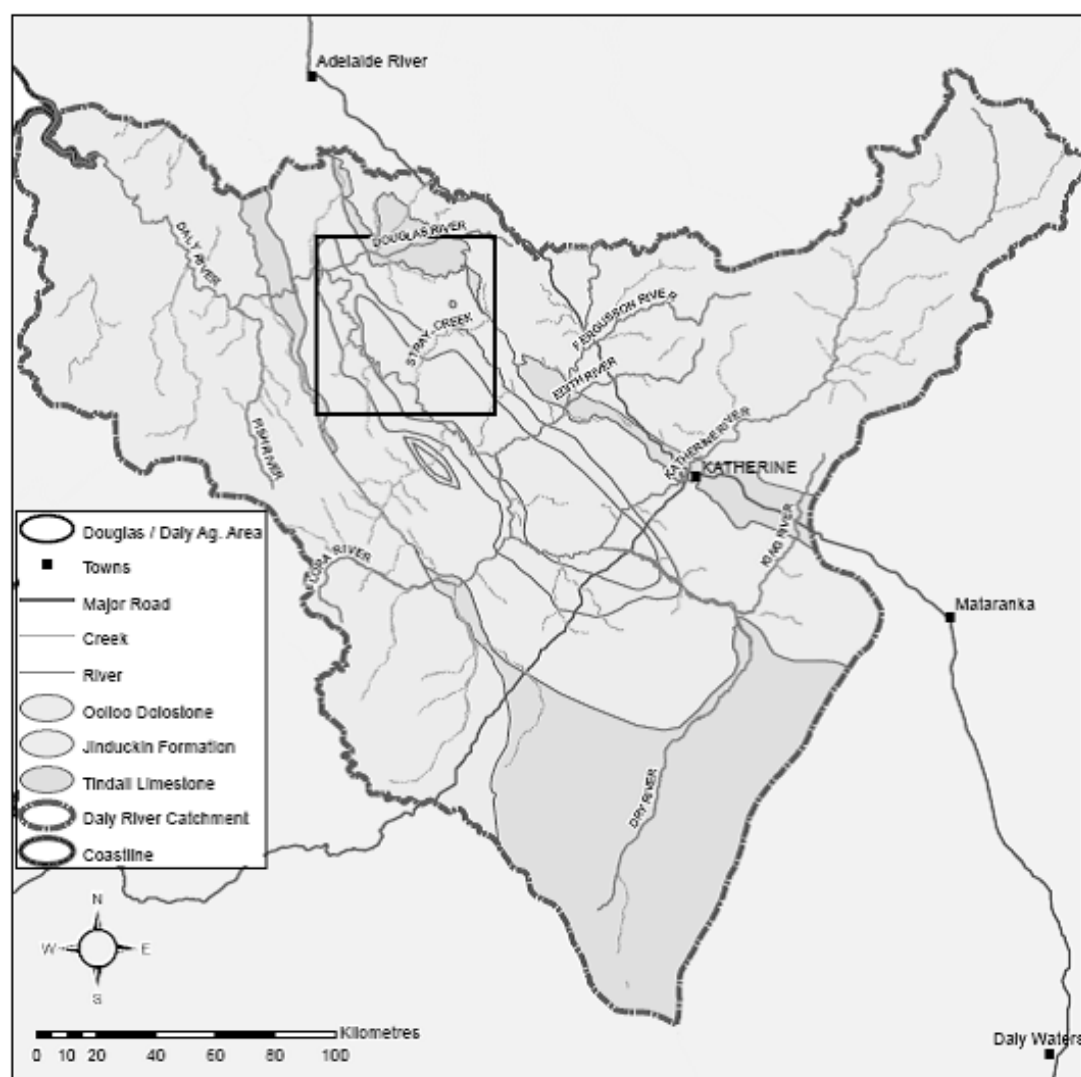 Adelaide River
DALY RIVER
DOUGLAS RIVER
STRAY CREEK
FERGUSSON RIVER
EDITH RIVER
KATHERINE RIVER
KATHERINE
FISH RIVER
KING RIVER
FLORA RIVER
Mataranka
DRY RIVER
Douglas / Daly Ag. Area
Towns
Major Road
Creek
River
Oolloo Dolostone
Jinduckin Formation
Tindall Limestone
Daly River Catchment
Coastline
N
W E
S
Kilometres
0 10 20 40 60 80 100
Daly Waters